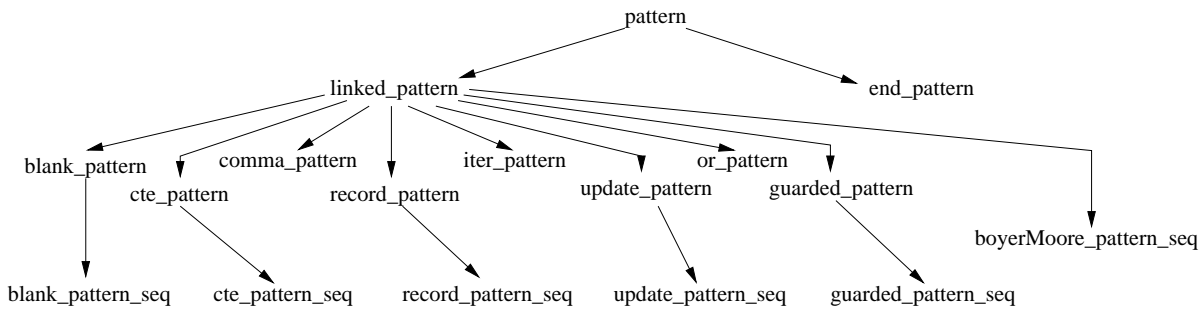 pattern
linked_pattern
end_pattern
blank_pattern
cte_pattern
comma_pattern
record_pattern
iter_pattern
update_pattern
or_pattern
guarded_pattern
boyerMoore_pattern_seq
blank_pattern_seq
cte_pattern_seq
record_pattern_seq
update_pattern_seq
guarded_pattern_seq